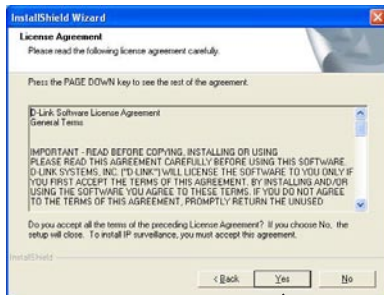 InstallShield Wizard
License Agreement
Please read the following license agreement carefully.
Press the PAGE DOWN key to see the rest of the agreement.
D-Link Software License Agreement
General Terms
IMPORTANT - READ BEFORE COPYING, INSTALLING OR USING
PLEASE READ THIS AGREEMENT CAREFULLY BEFORE USING THIS SOFTWARE.
D-LINK SYSTEMS, INC. ("D-LINK") WILL LICENSE THE SOFTWARE TO YOU ONLY IF
YOU FIRST ACCEPT THE TERMS OF THIS AGREEMENT. BY INSTALLING AND/OR
USING THE SOFTWARE YOU AGREE TO THESE TERMS. IF YOU DO NOT AGREE
TO THE TERMS OF THIS AGREEMENT, PROMPTLY RETURN THE UNUSED
Do you accept all the terms of the preceding License Agreement? If you choose No, the
setup will close. To install IP surveillance, you must accept this agreement.
InstallShield
< Back
Yes
No